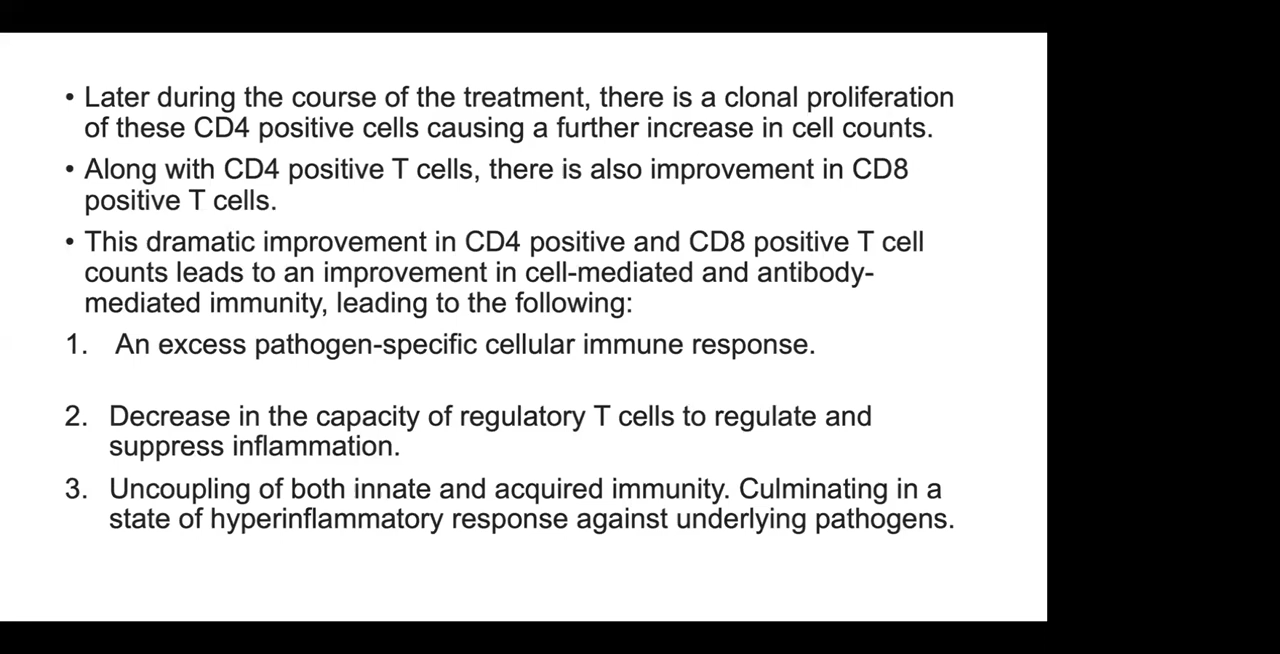 • Later during the course of the treatment, there is a clonal proliferation
of these CD4 positive cells causing a further increase in cell counts.
• Along with CD4 positive T cells, there is also improvement in CD8
positive T cells.
• This dramatic improvement in CD4 positive and CD8 positive T cell
counts leads to an improvement in cell-mediated and antibody-
mediated immunity, leading to the following:
1. An excess pathogen-specific cellular immune response.
2. Decrease in the capacity of regulatory T cells to regulate and
suppress inflammation.
3. Uncoupling of both innate and acquired immunity. Culminating in a
state of hyperinflammatory response against underlying pathogens.